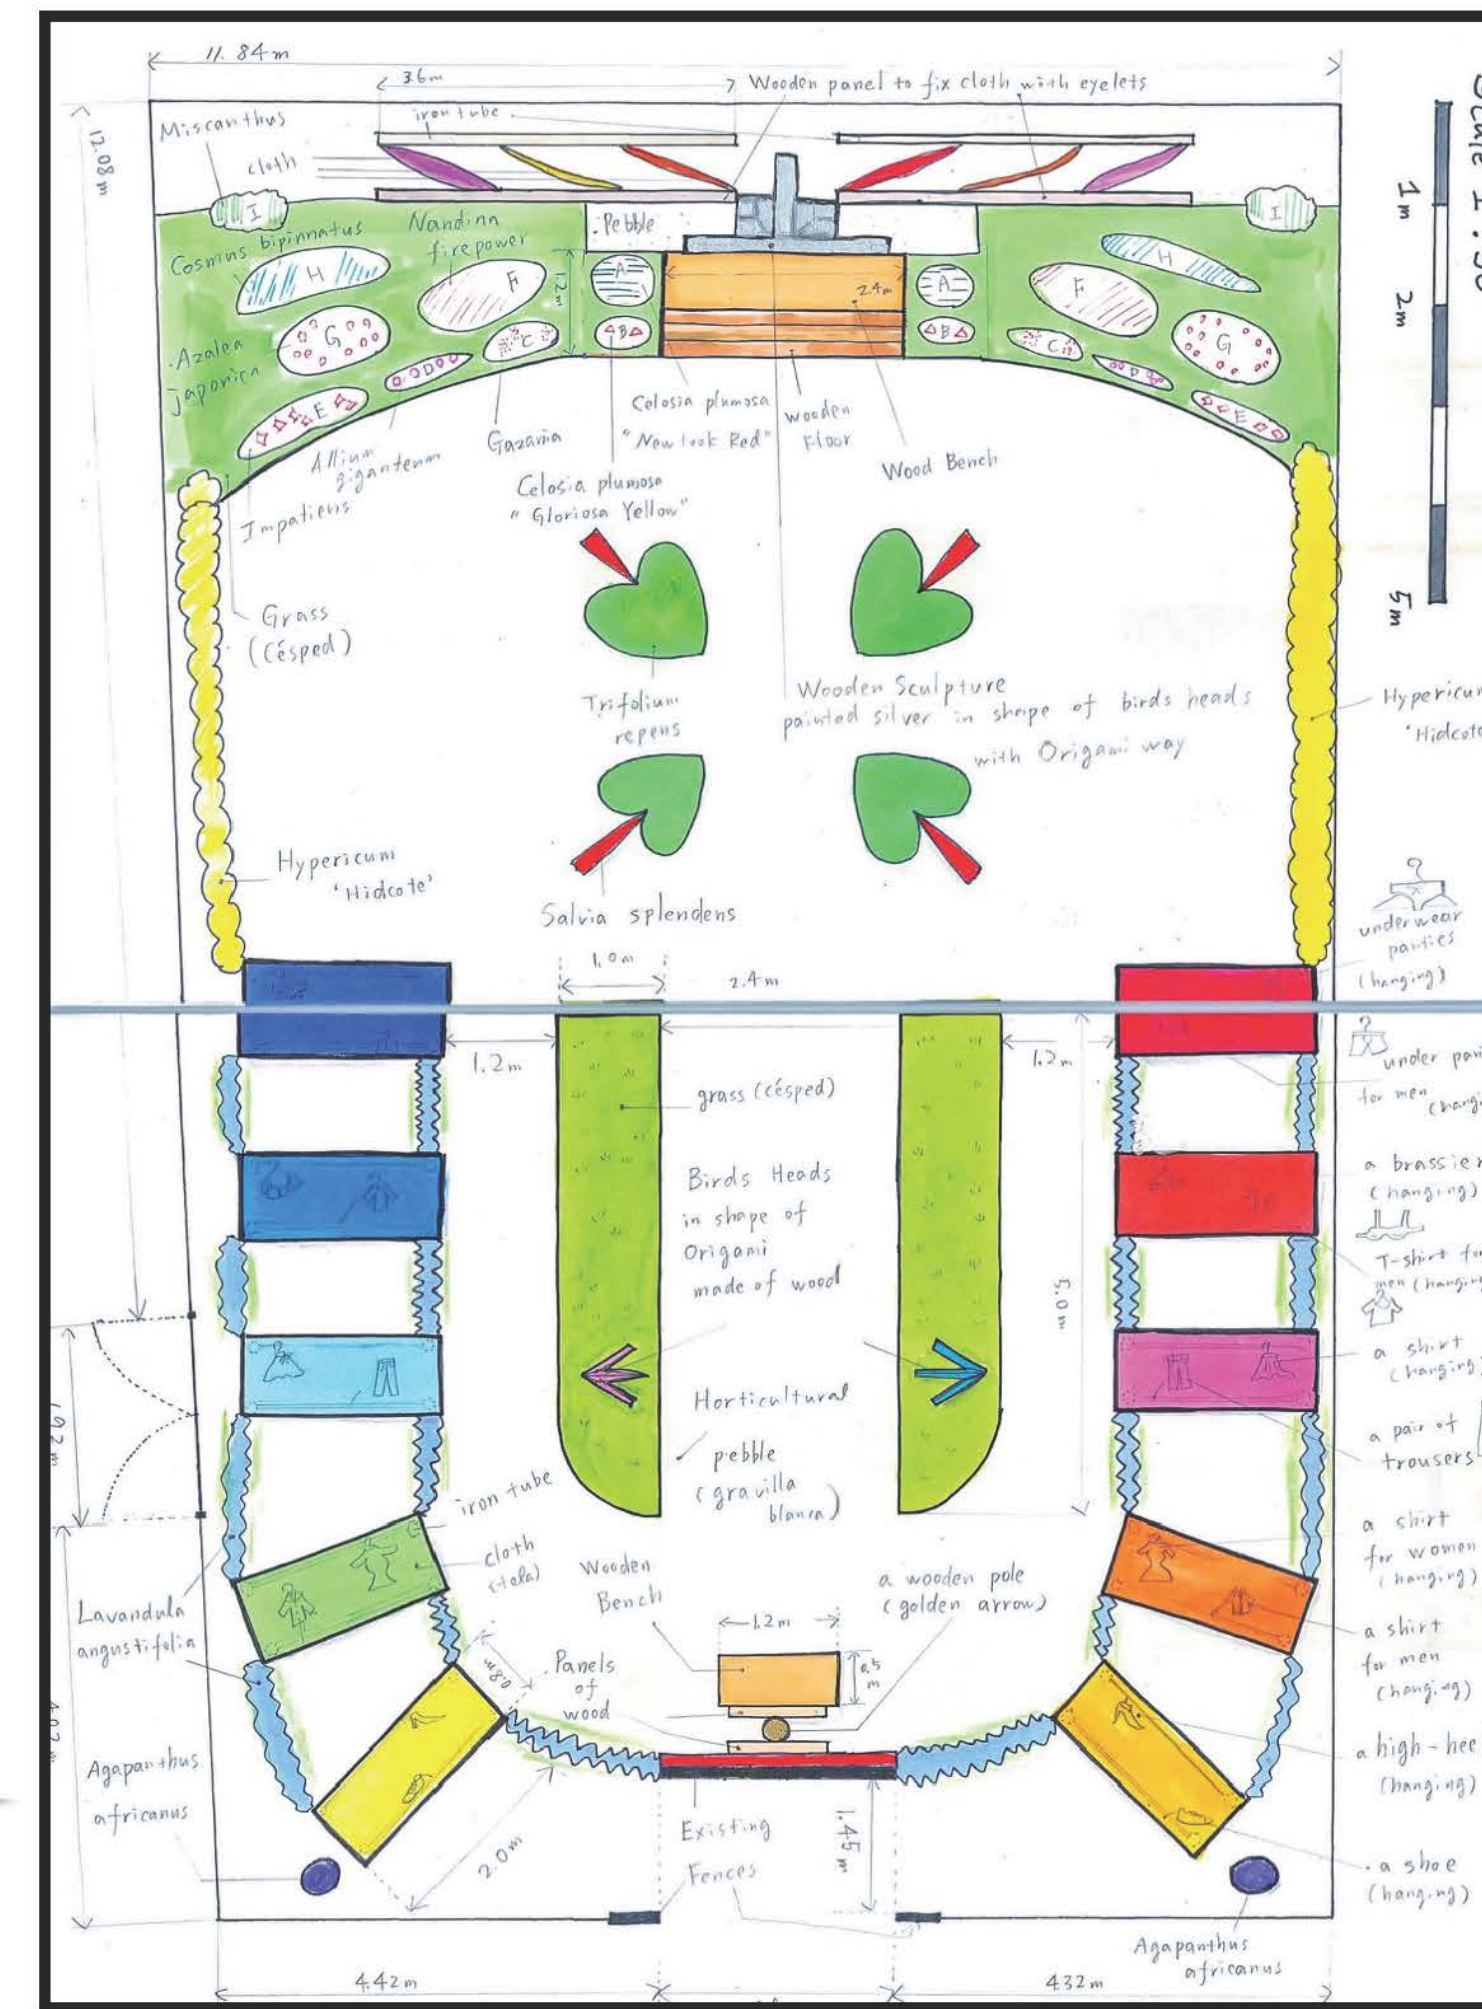 11.84m
3.6m
Wooden panel to fix cloth with eyelets
12.08m
Miscanthus
iron tube
cloth
1m
2m
5m
I
I
Cosmus bipinnatus
Nandina
firepower
.Pebble
H
F
A
1.2m
2.4m
A
F
H
G
C
B
B
C
G
D
D
E
E
.Azalea
japonica
Celosia plumosa
"New look Red"
wooden
Floor
Wood Bench
Gazania
Allium
giganteum
Impatiens
Celosia plumosa
"Gloriosa Yellow"
Grass
(Césped)
Trifolium
repens
Wooden Sculpture
painted silver in shape of birds heads
with Origami way
Hypericum
'Hidcote'
Salvia splendens
underwear
panties
(hanging)
1.0m
2.4m
1.2m
1.2m
under
for men
grass (césped)
a
(hanging)
Birds Heads
in shape of
Origami
made of wood
T-shirt
men
5.0m
a shirt
(hanging)
Horticultural
pebble
(gravilla
blanca)
a pair of
trousers
iron tube
cloth
(tela)
a shirt
for women
(hanging)
Wooden
Bench
a wooden pole
(golden arrow)
Lavandula
angustifolia
1.2m
0.5
m
a shirt
for men
(hanging)
0.8m
Panels
of
wood
Agapanthus
africanus
a high-hee
(hanging)
2.0m
Existing
Fences
1.45m
.a shoe
(hanging)
Agapanthus
africanus
4.42m
4.32m